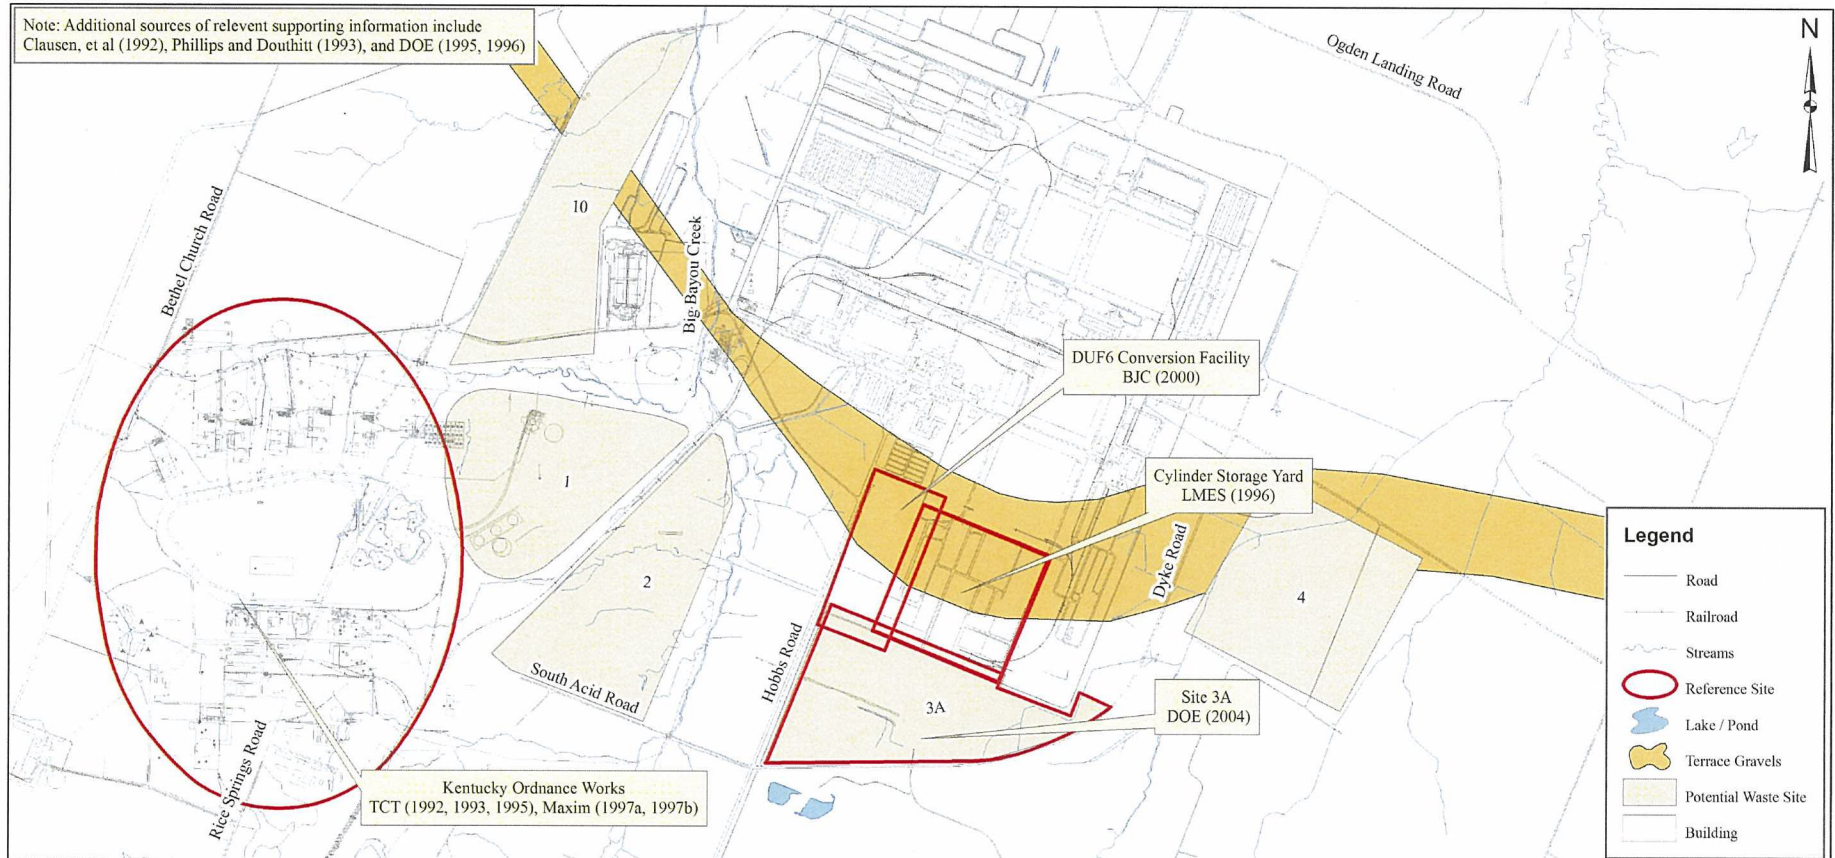 Note: Additional sources of relevent supporting information include
Clausen, et al (1992), Phillips and Douthitt (1993), and DOE (1995, 1996)
N
Ogden Landing Road
10
Bethel Church Road
Big Bayou Creek
DUF6 Conversion Facility
BJC (2000)
Cylinder Storage Yard
LMES (1996)
1
2
Dyke Road
4
Hobbs Road
South Acid Road
3A
Site 3A
DOE (2004)
Rice Springs Road
Kentucky Ordnance Works
TCT (1992, 1993, 1995), Maxim (1997a, 1997b)
Legend
Road
Railroad
Streams
Reference Site
Lake / Pond
Terrace Gravels
Potential Waste Site
Building